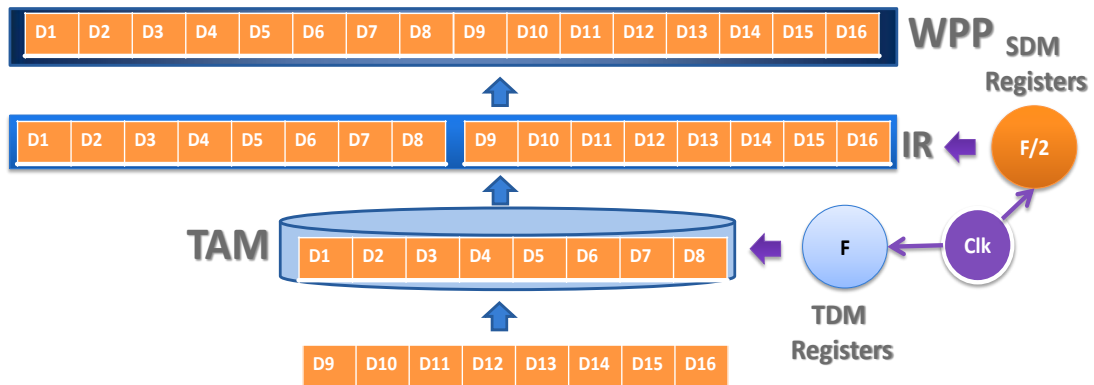 D1 D2 D3 D4 D5 D6 D7 D8 D9 D10 D11 D12 D13 D14 D15 D16
WPP
SDM
Registers
D1 D2 D3 D4 D5 D6 D7 D8 D9 D10 D11 D12 D13 D14 D15 D16
IR
F/2
TAM
D1 D2 D3 D4 D5 D6 D7 D8
F
Clk
TDM
Registers
D9 D10 D11 D12 D13 D14 D15 D16